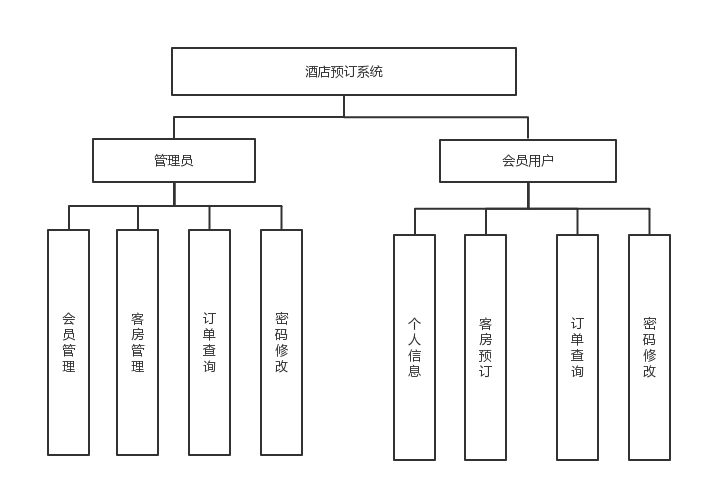 酒店预订系统
管理员
会员用户
会员管理
客房管理
订单查询
密码修改
个人信息
客房预订
订单查询
密码修改